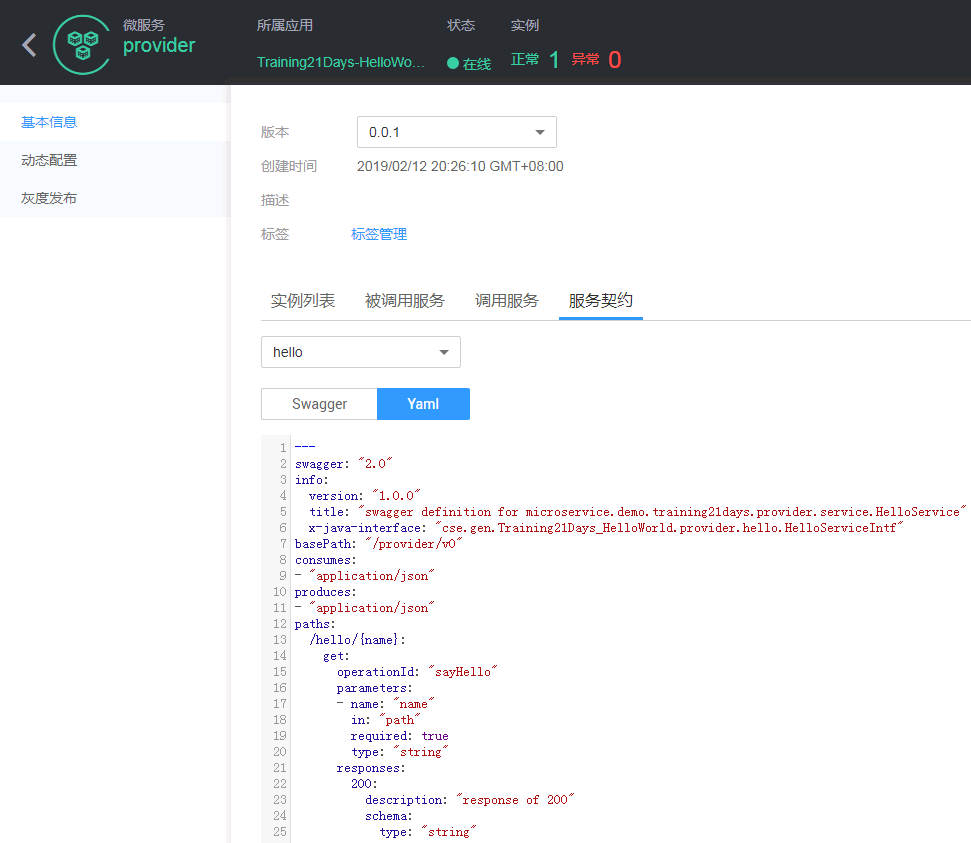 微服务
provider
所属应用
Training21Days-HelloWo...
状态
在线
实例
正常 1 异常 0
基本信息
动态配置
灰度发布
版本 0.0.1
创建时间 2019/02/12 20:26:10 GMT+08:00
描述
标签 标签管理
实例列表 被调用服务 调用服务 服务契约
hello
Swagger Yaml
1 ---
2 swagger: "2.0"
3 info:
4 version: "1.0.0"
5 title: "swagger definition for microservice.demo.training21days.provider.service.HelloService"
6 x-java-interface: "cse.gen.Training21Days_HelloWorld.provider.hello.HelloServiceIntf"
7 basePath: "/provider/v0"
8 consumes:
9 - "application/json"
10 produces:
11 - "application/json"
12 paths:
13 /hello/{name}:
14 get:
15 operationId: "sayHello"
16 parameters:
17 - name: "name"
18 in: "path"
19 required: true
20 type: "string"
21 responses:
22 200:
23 description: "response of 200"
24 schema:
25 type: "string"